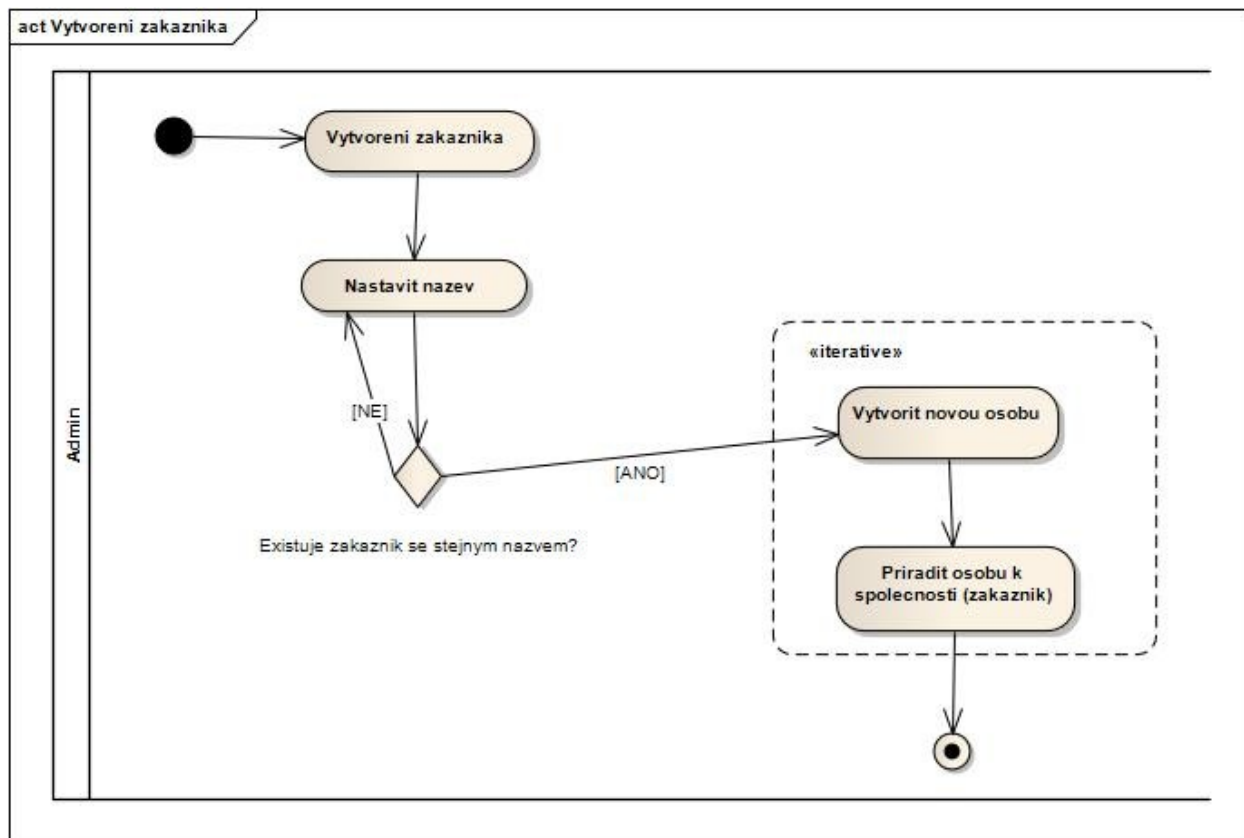 act Vytvoreni zakaznika
Admin
Vytvoreni zakaznika
Nastavit nazev
«iterative»
Vytvorit novou osobu
[NE]
[ANO]
Existuje zakaznik se stejnym nazvem?
Priradit osobu k
spolecnosti (zakaznik)